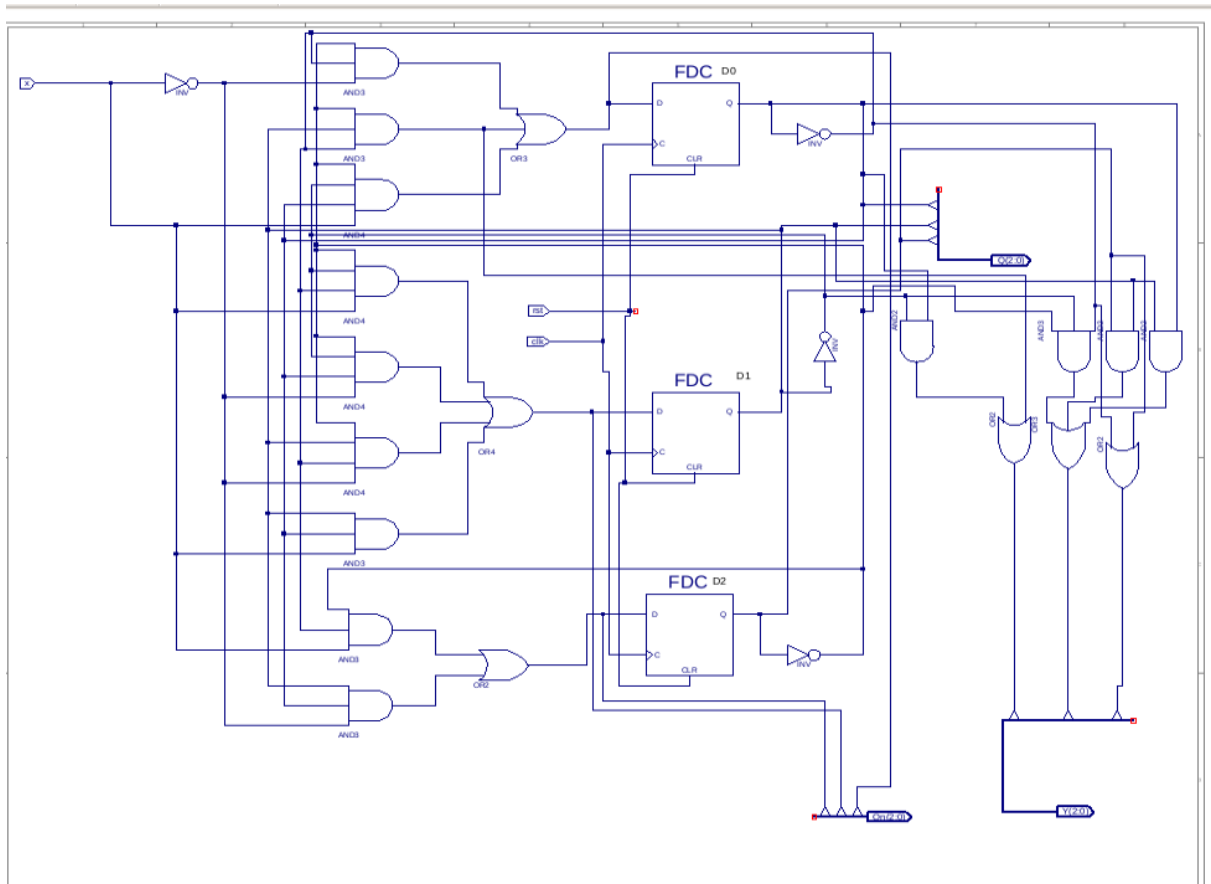 x
INV
AND3
AND3
AND4
AND4
AND4
AND4
AND3
AND3
AND3
OR3
OR4
OR2
FDC D0
D
Q
C
CLR
INV
rst
clk
FDC D1
D
Q
C
CLR
INV
FDC D2
D
Q
C
CLR
INV
Q(2:0)
AND2
AND3
AND3
OR2
OR3
OR2
Qn(2:0)
Y(2:0)